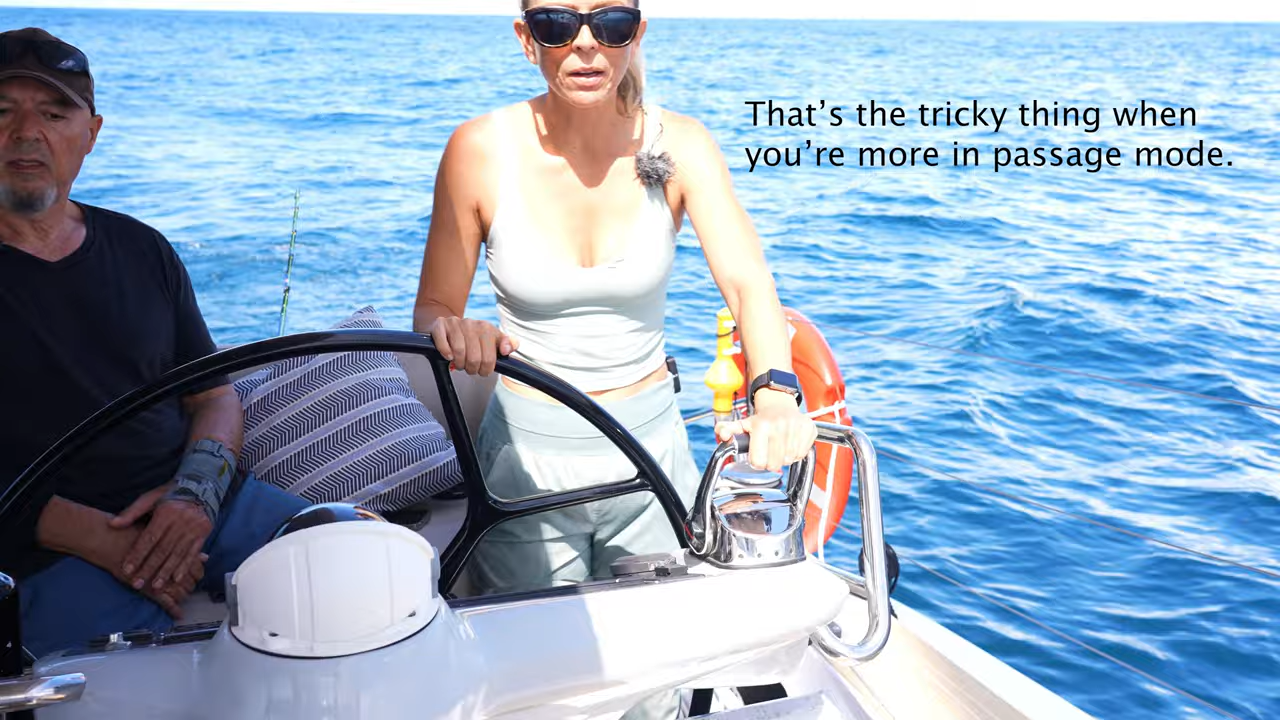 That’s the tricky thing when
you’re more in passage mode.